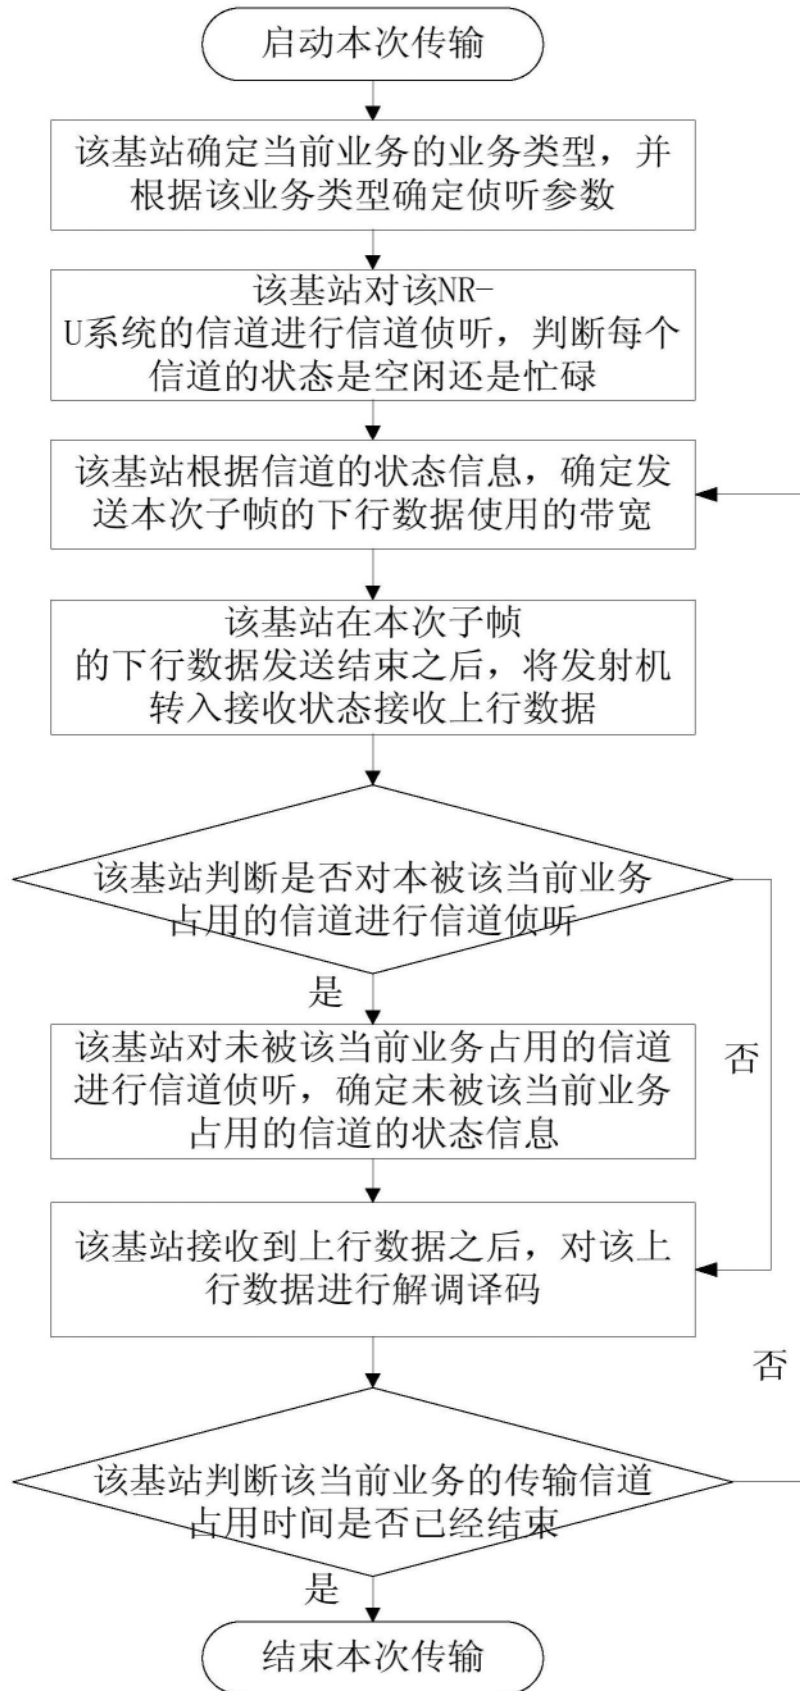 启动本次传输
该基站确定当前业务的业务类型，并
根据该业务类型确定侦听参数
该基站对该NR-
U系统的信道进行信道侦听，判断每个
信道的状态是空闲还是忙碌
该基站根据信道的状态信息，确定发
送本次子帧的下行数据使用的带宽
该基站在本次子帧
的下行数据发送结束之后，将发射机
转入接收状态接收上行数据
该基站判断是否对本被该当前业务
占用的信道进行信道侦听
是
该基站对未被该当前业务占用的信道
进行信道侦听，确定未被该当前业务
占用的信道的状态信息
否
该基站接收到上行数据之后，对该上
行数据进行解调译码
否
该基站判断该当前业务的传输信道
占用时间是否已经结束
是
结束本次传输